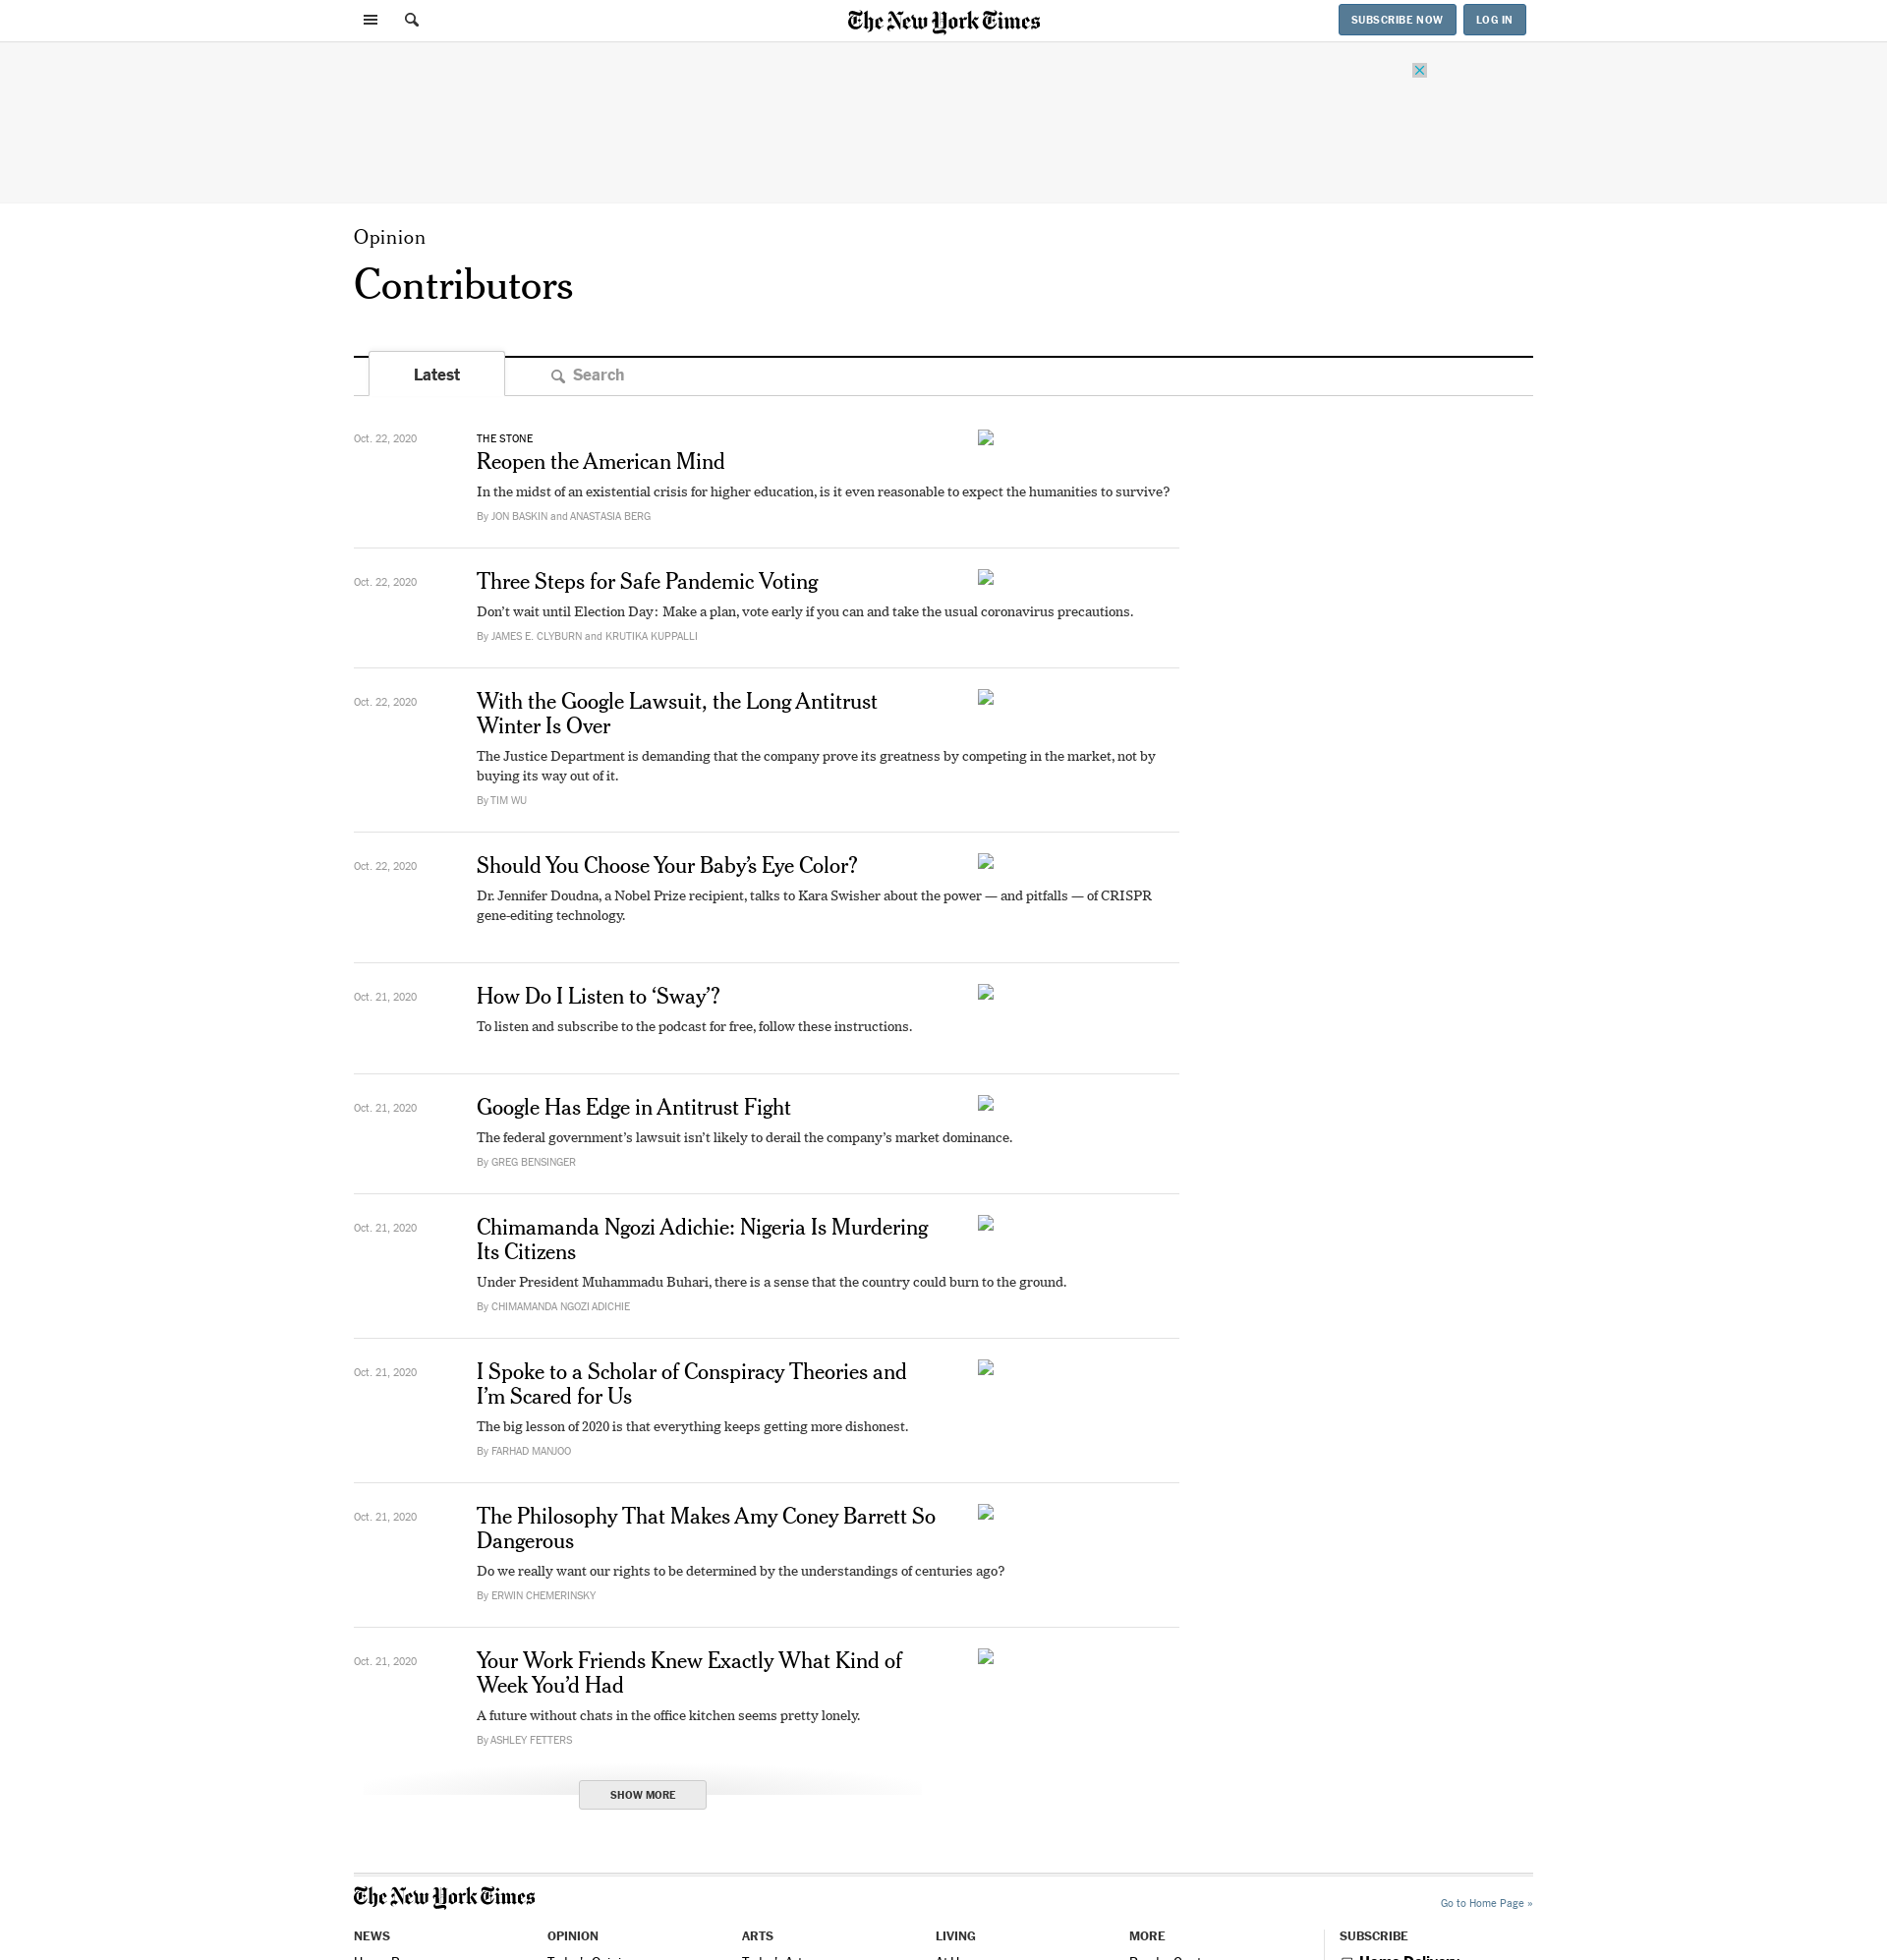 The New York Times
SUBSCRIBE NOW
LOG IN
Opinion
Contributors
Latest
Search
Oct. 22, 2020
THE STONE
Reopen the American Mind
In the midst of an existential crisis for higher education, is it even reasonable to expect the humanities to survive?
By JON BASKIN and ANASTASIA BERG
Oct. 22, 2020
Three Steps for Safe Pandemic Voting
Don’t wait until Election Day: Make a plan, vote early if you can and take the usual coronavirus precautions.
By JAMES E. CLYBURN and KRUTIKA KUPPALLI
Oct. 22, 2020
With the Google Lawsuit, the Long Antitrust
Winter Is Over
The Justice Department is demanding that the company prove its greatness by competing in the market, not by
buying its way out of it.
By TIM WU
Oct. 22, 2020
Should You Choose Your Baby’s Eye Color?
Dr. Jennifer Doudna, a Nobel Prize recipient, talks to Kara Swisher about the power — and pitfalls — of CRISPR
gene-editing technology.
Oct. 21, 2020
How Do I Listen to ‘Sway’?
To listen and subscribe to the podcast for free, follow these instructions.
Oct. 21, 2020
Google Has Edge in Antitrust Fight
The federal government’s lawsuit isn’t likely to derail the company’s market dominance.
By GREG BENSINGER
Oct. 21, 2020
Chimamanda Ngozi Adichie: Nigeria Is Murdering
Its Citizens
Under President Muhammadu Buhari, there is a sense that the country could burn to the ground.
By CHIMAMANDA NGOZI ADICHIE
Oct. 21, 2020
I Spoke to a Scholar of Conspiracy Theories and
I’m Scared for Us
The big lesson of 2020 is that everything keeps getting more dishonest.
By FARHAD MANJOO
Oct. 21, 2020
The Philosophy That Makes Amy Coney Barrett So
Dangerous
Do we really want our rights to be determined by the understandings of centuries ago?
By ERWIN CHEMERINSKY
Oct. 21, 2020
Your Work Friends Knew Exactly What Kind of
Week You’d Had
A future without chats in the office kitchen seems pretty lonely.
By ASHLEY FETTERS
SHOW MORE
The New York Times
Go to Home Page »
NEWS
OPINION
ARTS
LIVING
MORE
SUBSCRIBE
Home Delivery